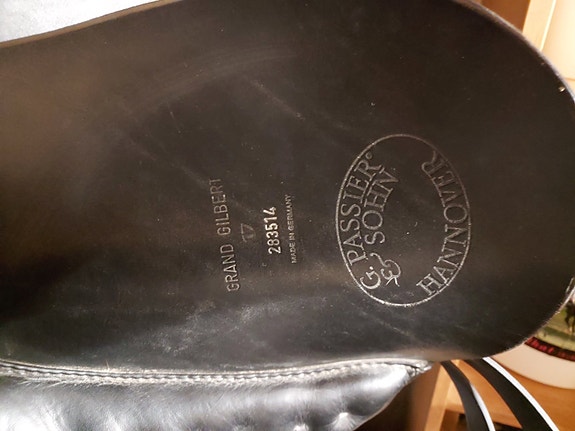 GRAND GILBERT
17
283514
MADE IN GERMANY
G. PASSIER
& SOHN
HANNOVER